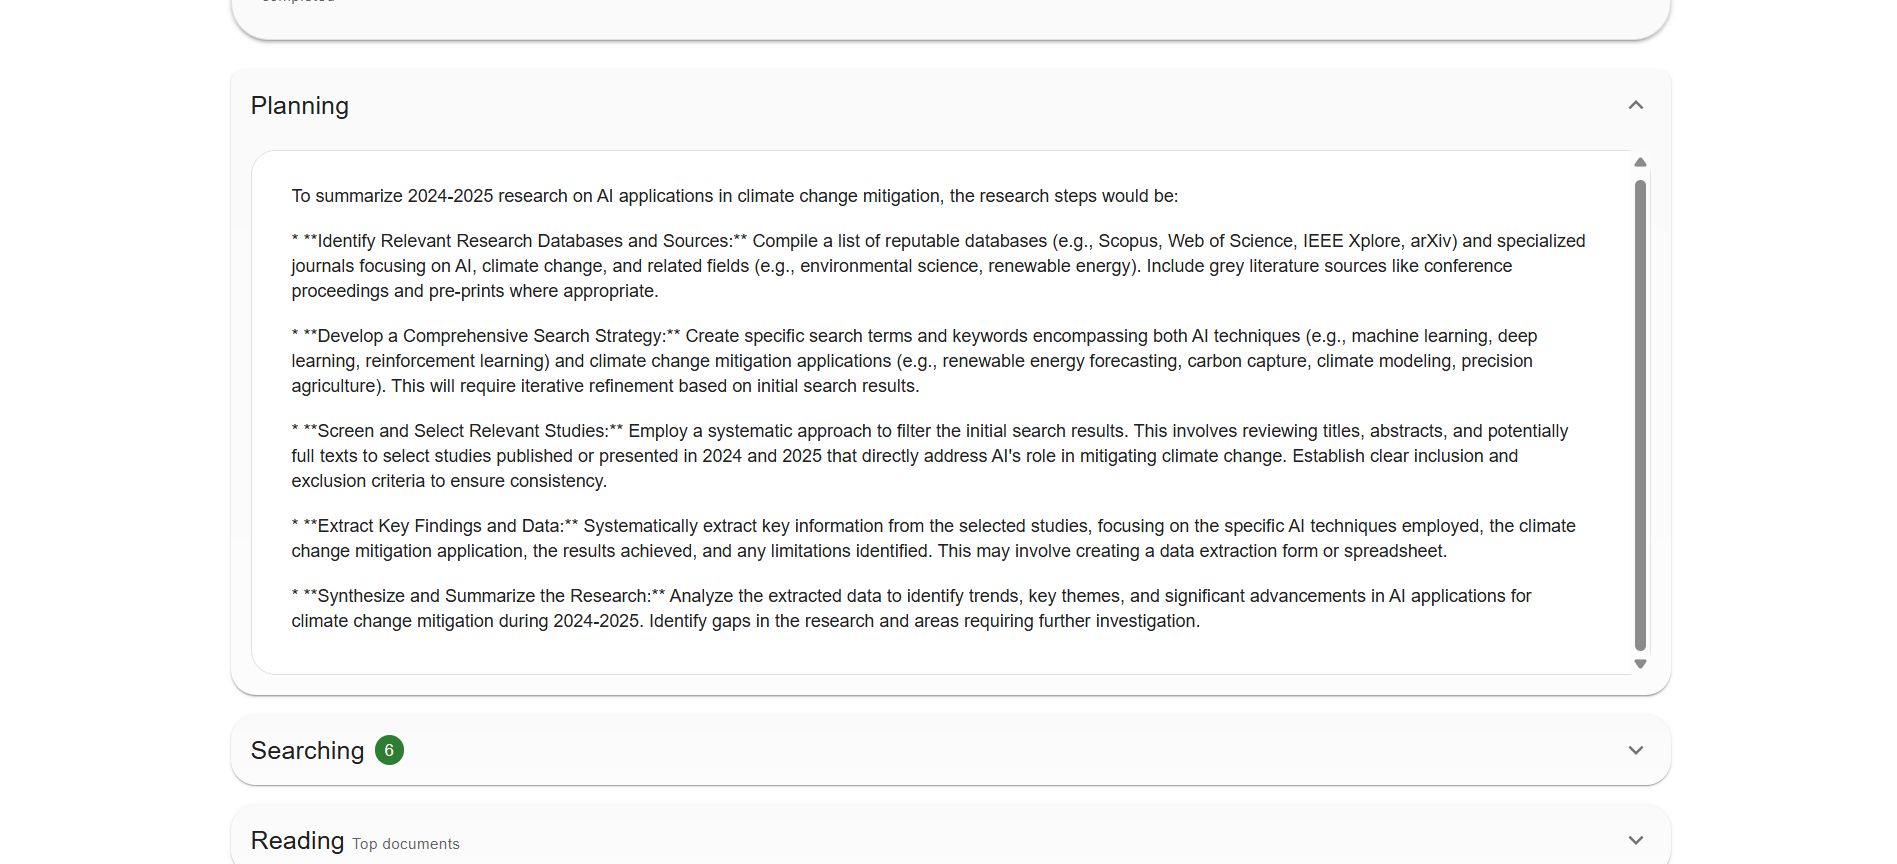 Planning
To summarize 2024-2025 research on AI applications in climate change mitigation, the research steps would be:
* **Identify Relevant Research Databases and Sources:** Compile a list of reputable databases (e.g., Scopus, Web of Science, IEEE Xplore, arXiv) and specialized
journals focusing on AI, climate change, and related fields (e.g., environmental science, renewable energy). Include grey literature sources like conference
proceedings and pre-prints where appropriate.
* **Develop a Comprehensive Search Strategy:** Create specific search terms and keywords encompassing both AI techniques (e.g., machine learning, deep
learning, reinforcement learning) and climate change mitigation applications (e.g., renewable energy forecasting, carbon capture, climate modeling, precision
agriculture). This will require iterative refinement based on initial search results.
* **Screen and Select Relevant Studies:** Employ a systematic approach to filter the initial search results. This involves reviewing titles, abstracts, and potentially
full texts to select studies published or presented in 2024 and 2025 that directly address AI's role in mitigating climate change. Establish clear inclusion and
exclusion criteria to ensure consistency.
* **Extract Key Findings and Data:** Systematically extract key information from the selected studies, focusing on the specific AI techniques employed, the climate
change mitigation application, the results achieved, and any limitations identified. This may involve creating a data extraction form or spreadsheet.
* **Synthesize and Summarize the Research:** Analyze the extracted data to identify trends, key themes, and significant advancements in AI applications for
climate change mitigation during 2024-2025. Identify gaps in the research and areas requiring further investigation.
Searching 6
Reading Top documents